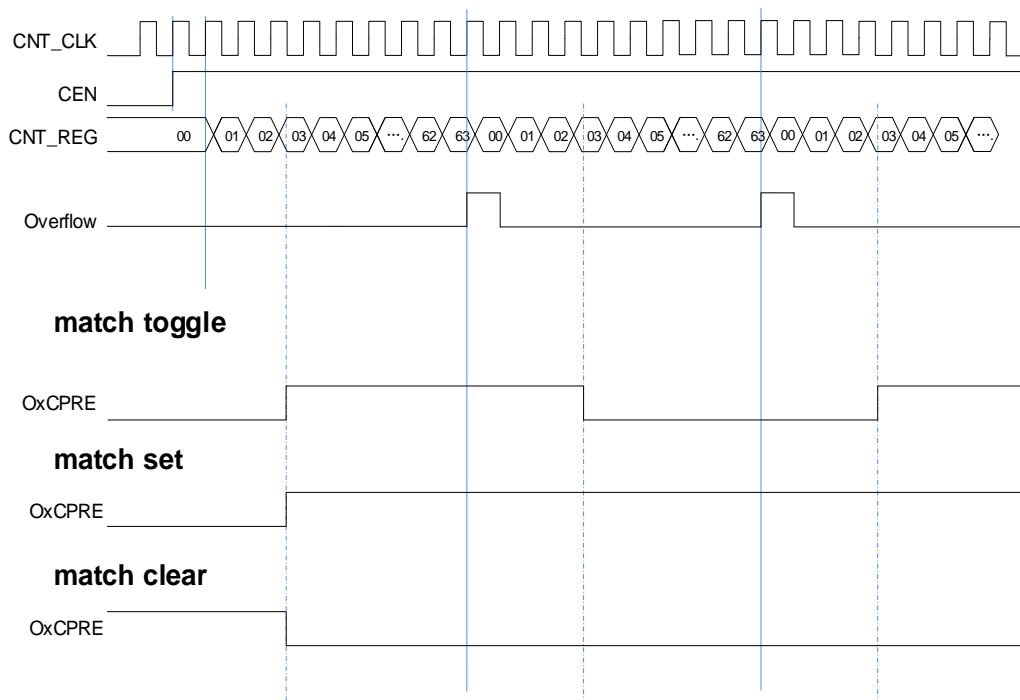 CNT_CLK
CEN
CNT_REG 00 01 02 03 04 05 ···. 62 63 00 01 02 03 04 05 ···. 62 63 00 01 02 03 04 05 ···.
Overflow
match toggle
OxCPRE
match set
OxCPRE
match clear
OxCPRE